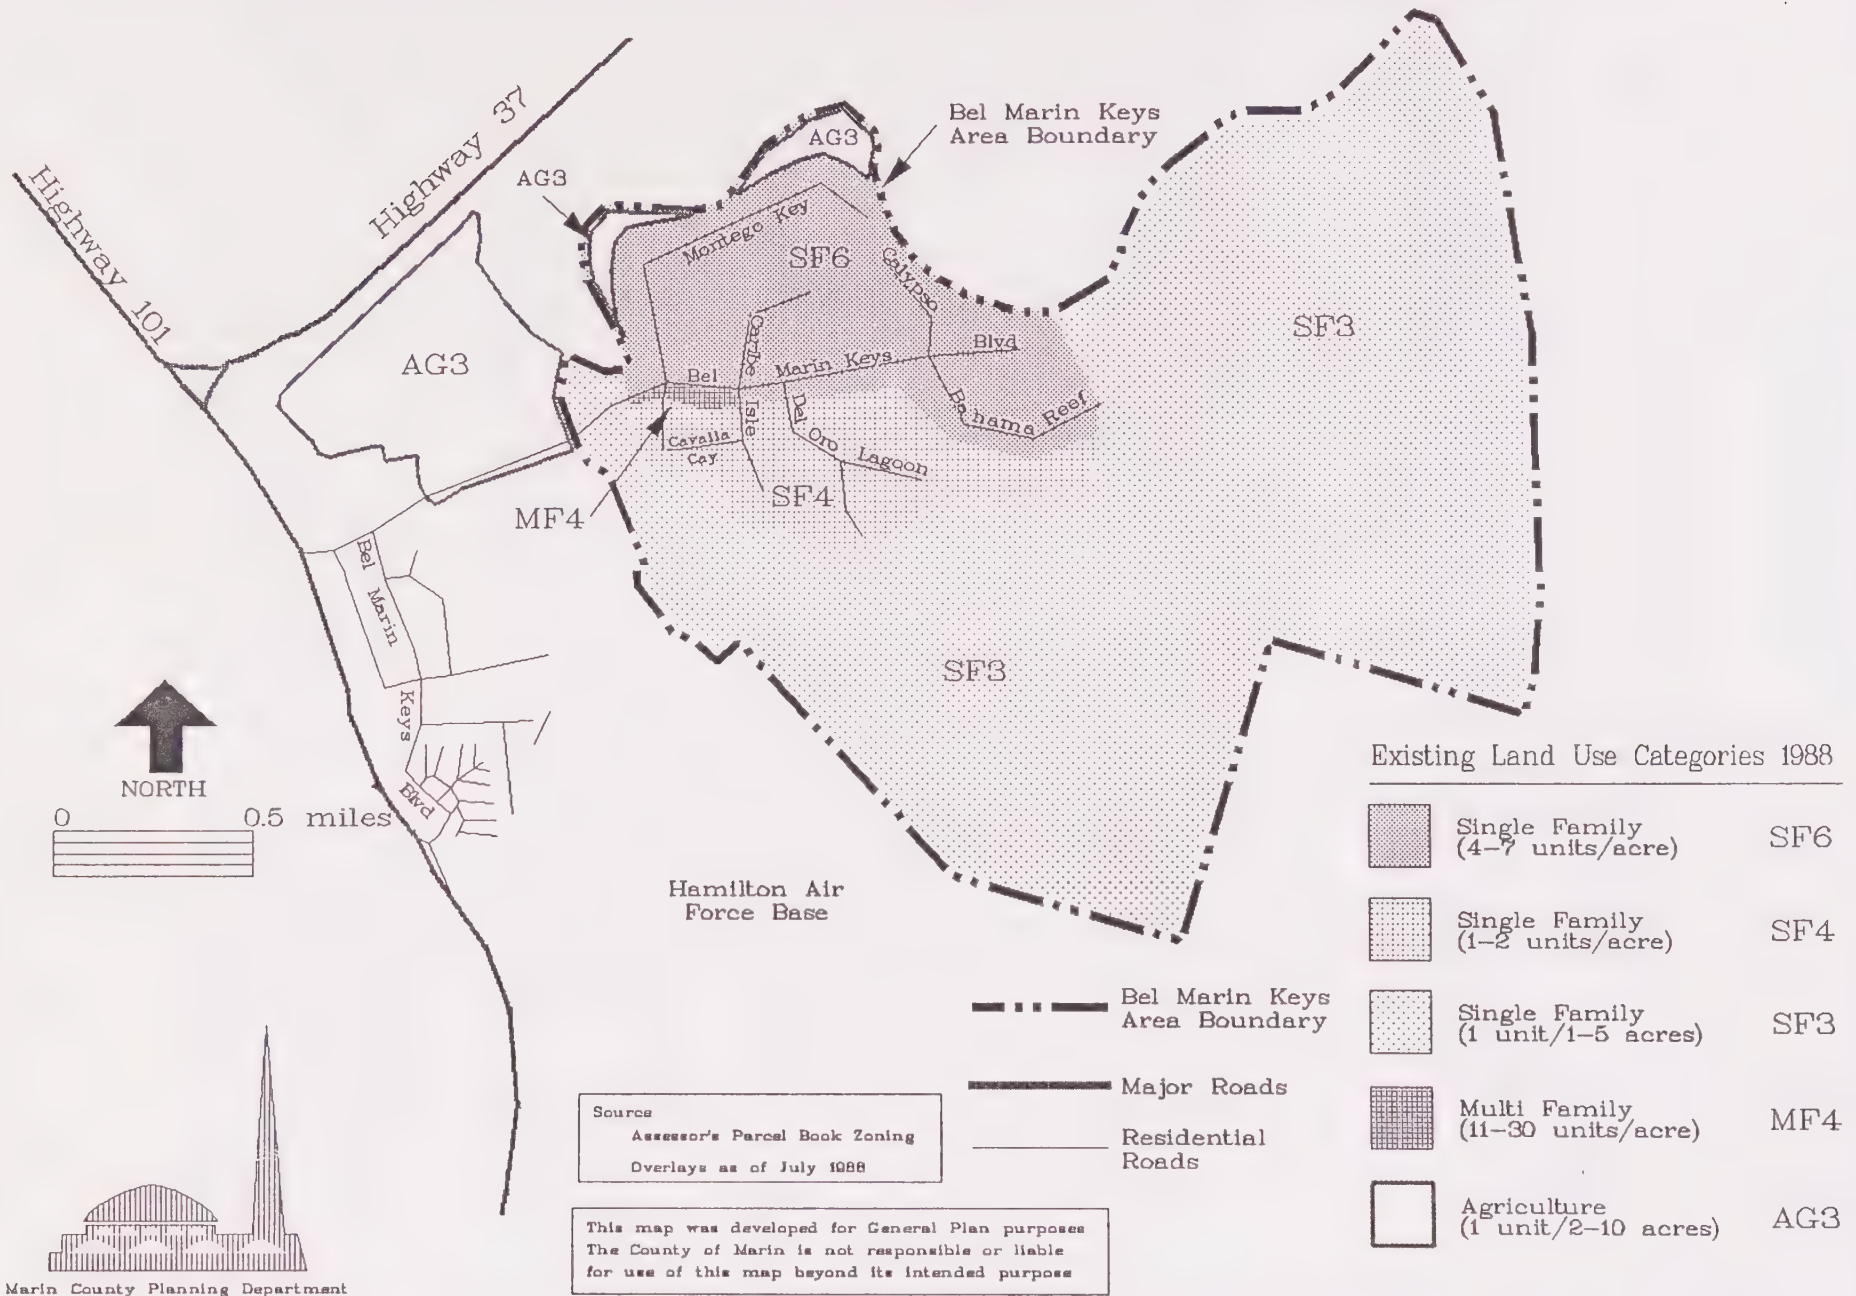 Highway 37
Highway 101
AG3
AG3
AG3
Bel Marin Keys
Area Boundary
Montego Key
SF6
Calypso
Caribe Isle
Bel Marin Keys Blvd
Bahama Reef
Del Oro Lagoon
Cavalla
Cay
SF4
MF4
SF3
SF3
Bel Marin Keys Blvd
NORTH
0 0.5 miles
Hamilton Air
Force Base
Existing Land Use Categories 1988
Single Family
(4-7 units/acre) SF6
Single Family
(1-2 units/acre) SF4
Single Family
(1 unit/1-5 acres) SF3
Multi Family
(11-30 units/acre) MF4
Agriculture
(1 unit/2-10 acres) AG3
Bel Marin Keys
Area Boundary
Major Roads
Residential
Roads
Source
Assessor's Parcel Book Zoning
Overlays as of July 1988
This map was developed for General Plan purposes
The County of Marin is not responsible or liable
for use of this map beyond its intended purpose
Marin County Planning Department